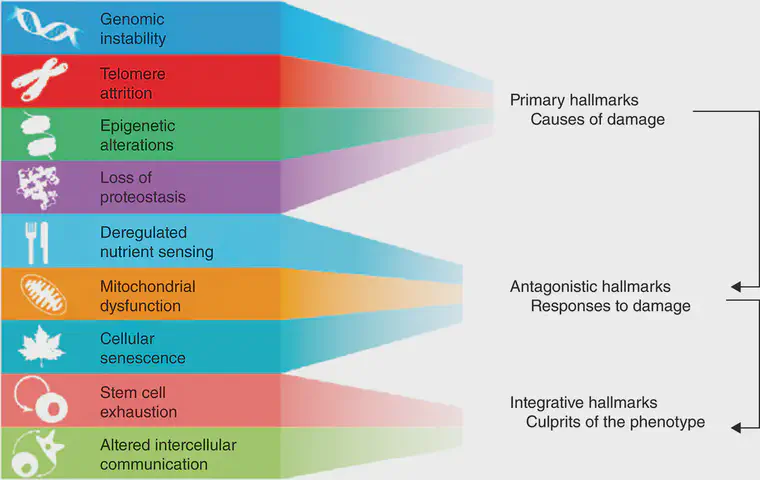 Genomic
instability
Telomere
attrition
Epigenetic
alterations
Loss of
proteostasis
Deregulated
nutrient sensing
Mitochondrial
dysfunction
Cellular
senescence
Stem cell
exhaustion
Altered intercellular
communication
Primary hallmarks
Causes of damage
Antagonistic hallmarks
Responses to damage
Integrative hallmarks
Culprits of the phenotype